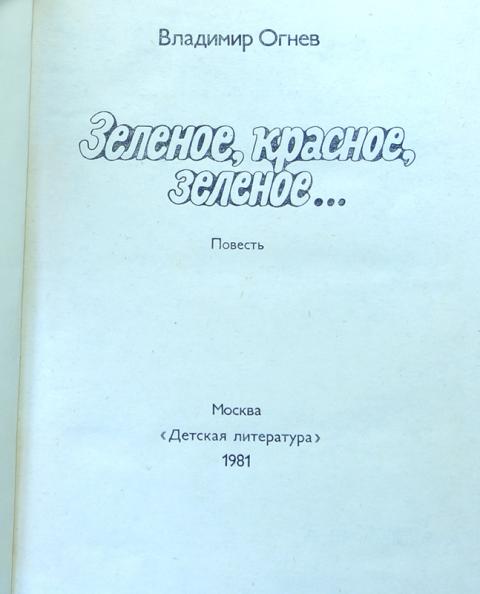 Владимир Огнев
Зеленое, красное,
зеленое...
Повесть
Москва
«Детская литература»
1981